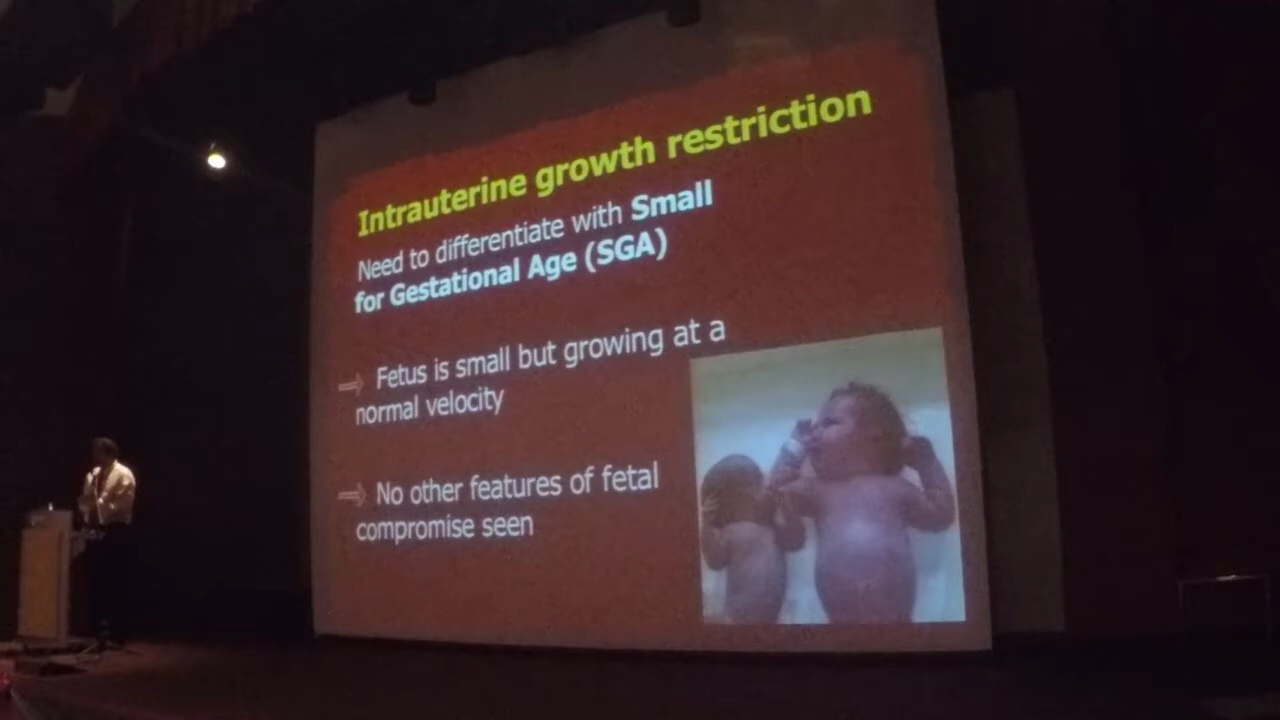 Intrauterine growth restriction
Need to differentiate with Small
for Gestational Age (SGA)
⇒ Fetus is small but growing at a
normal velocity
⇒ No other features of fetal
compromise seen